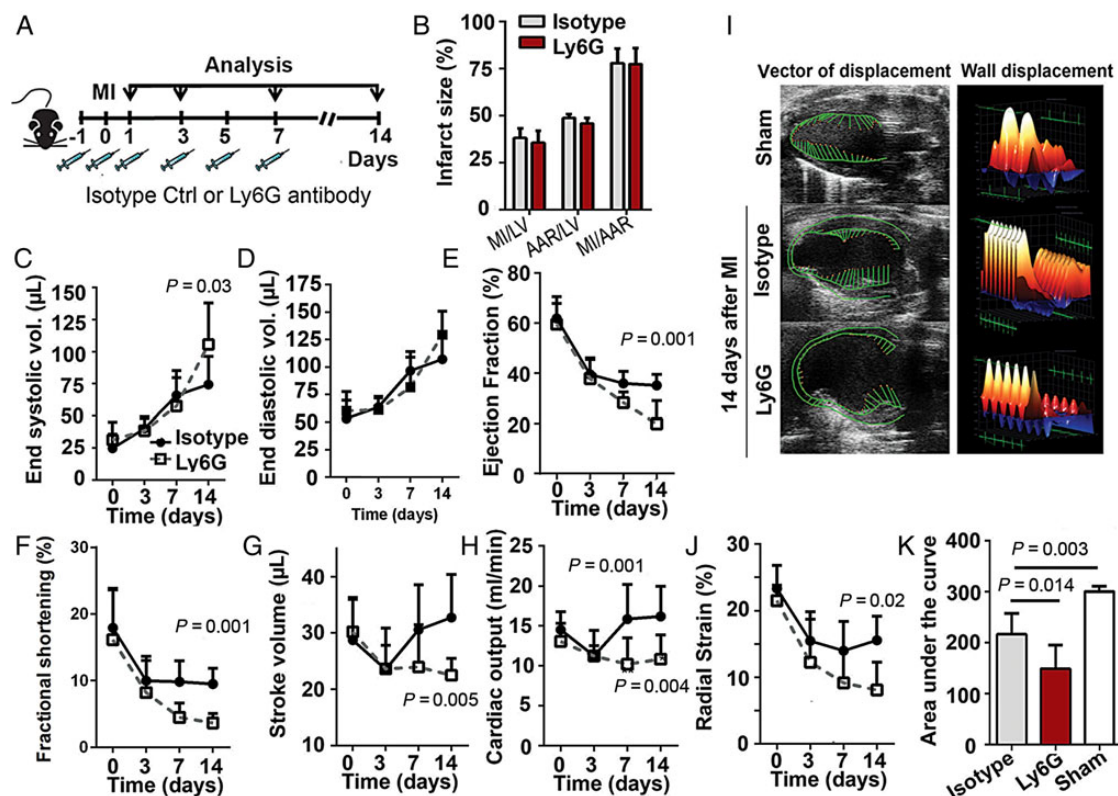 A
MI
Analysis
-1 0 1 3 5 7 // 14
Days
Isotype Ctrl or Ly6G antibody
B
Infarct size (%)
100
75
50
25
0
Isotype
Ly6G
MI/LV
AAR/LV
MI/AAR
C
End systolic vol. (µL)
150
125
100
75
50
25
0
P = 0.03
Isotype
Ly6G
0 3 7 14
Time (days)
D
End diastolic vol. (µL)
175
150
125
100
75
50
25
0
0 3 7 14
Time (days)
E
Ejection Fraction (%)
80
60
40
20
0
P = 0.001
0 3 7 14
Time (days)
I
Vector of displacement
Wall displacement
Sham
Isotype
Ly6G
14 days after MI
F
Fractional shortening (%)
30
20
10
0
P = 0.001
0 3 7 14
Time (days)
G
Stroke volume (µL)
40
30
20
10
P = 0.005
0 3 7 14
Time (days)
H
Cardiac output (ml/min)
25
20
15
10
5
0
P = 0.001
*
P = 0.004
0 3 7 14
Time (days)
J
Radial Strain (%)
30
20
10
0
P = 0.02
0 3 7 14
Time (days)
K
Area under the curve
400
300
200
100
300
P = 0.003
P = 0.014
Isotype
Ly6G
Sham